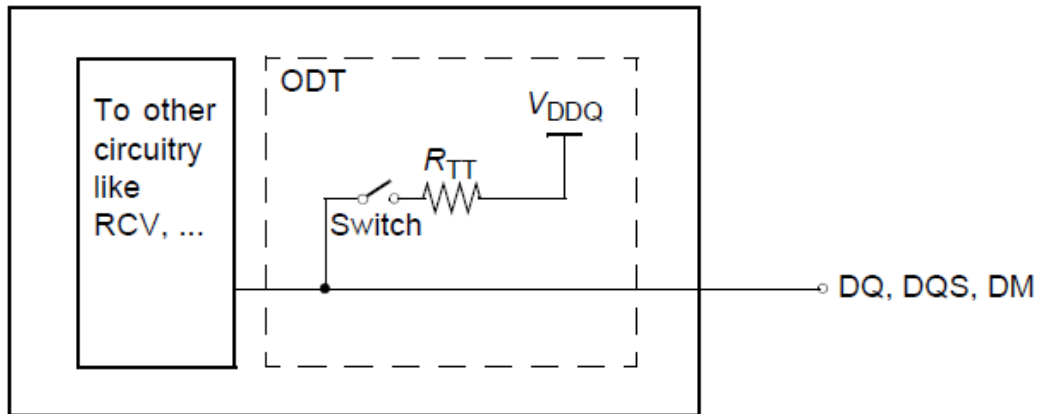 ODT
To other
circuitry
like
RCV, ...
VDDQ
RTT
Switch
DQ, DQS, DM